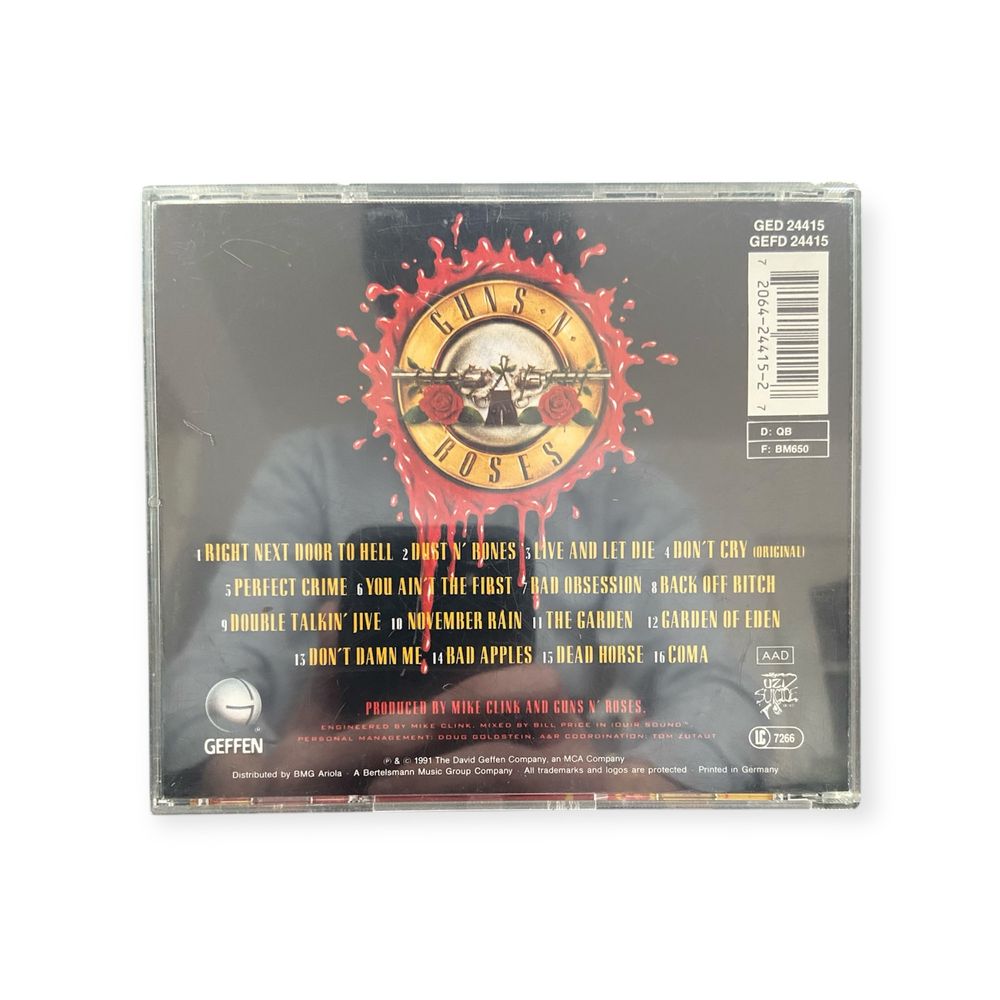 GED 24415
GEFD 24415
7 2064-24415-2 7
D: QB
F: BM650
GUNS • N •
ROSES
1 RIGHT NEXT DOOR TO HELL 2 DUST N' BONES 3 LIVE AND LET DIE 4 DON'T CRY (ORIGINAL)
5 PERFECT CRIME 6 YOU AIN'T THE FIRST 7 BAD OBSESSION 8 BACK OFF BITCH
9 DOUBLE TALKIN' JIVE 10 NOVEMBER RAIN 11 THE GARDEN 12 GARDEN OF EDEN
13 DON'T DAMN ME 14 BAD APPLES 15 DEAD HORSE 16 COMA
AAD
UZI
SUICIDE
PRODUCED BY MIKE CLINK AND GUNS N' ROSES.
ENGINEERED BY MIKE CLINK. MIXED BY BILL PRICE IN (OUIR SOUND™
PERSONAL MANAGEMENT: DOUG GOLDSTEIN, A&R COORDINATION: TOM ZUTAUT
G ®
GEFFEN
LC 7266
℗ & © 1991 The David Geffen Company, an MCA Company
Distributed by BMG Ariola · A Bertelsmann Music Group Company · All trademarks and logos are protected · Printed in Germany